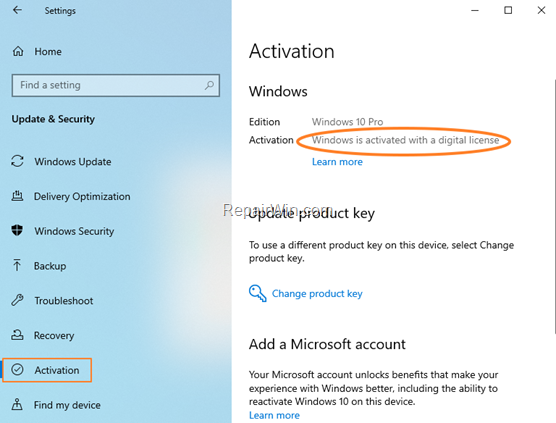 Settings
Home
Find a setting
Update & Security
Windows Update
Delivery Optimization
Windows Security
Backup
Troubleshoot
Recovery
Activation
Find my device
Activation
Windows
Edition Windows 10 Pro
Activation Windows is activated with a digital license
Learn more
RepairWin.com
Update product key
To use a different product key on this device, select Change
product key.
Change product key
Add a Microsoft account
Your Microsoft account unlocks benefits that make your
experience with Windows better, including the ability to
reactivate Windows 10 on this device.
Learn more